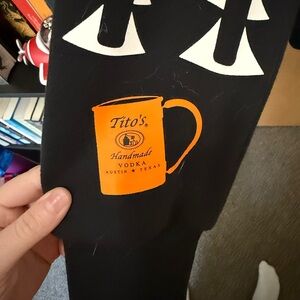 Tito's®
Handmade
VODKA
AUSTIN ★ TEXAS